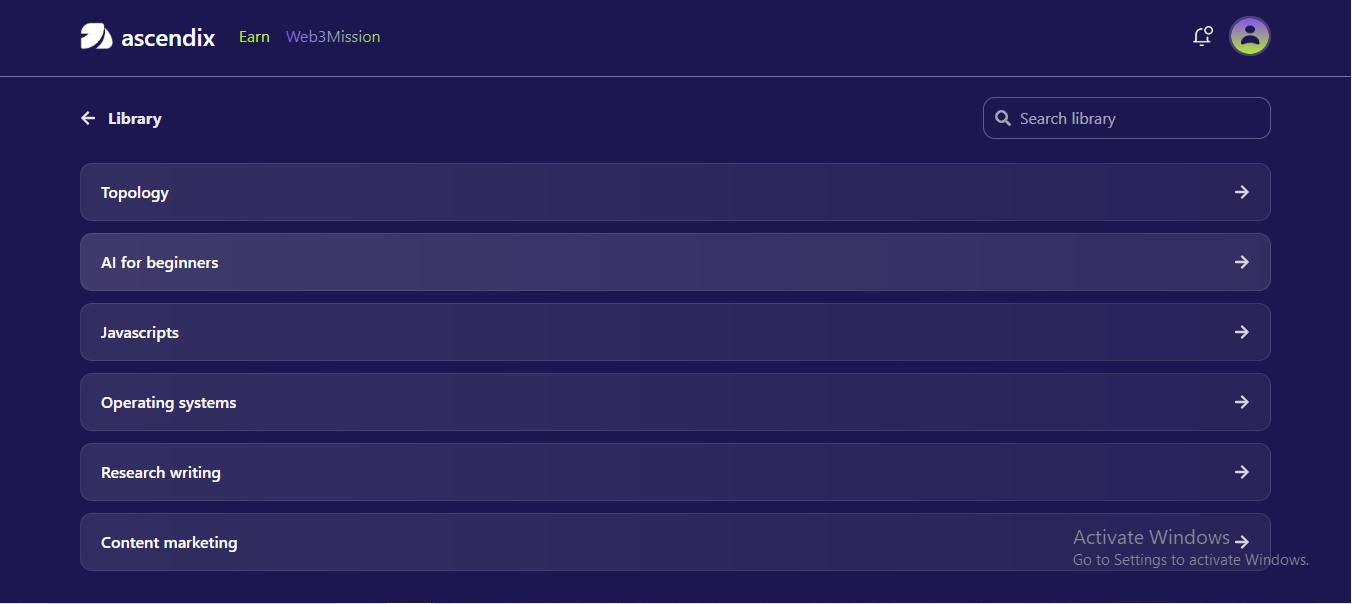 ascendix Earn Web3Mission
Library
Search library
Topology
AI for beginners
Javascripts
Operating systems
Research writing
Content marketing
Activate Windows
Go to Settings to activate Windows.